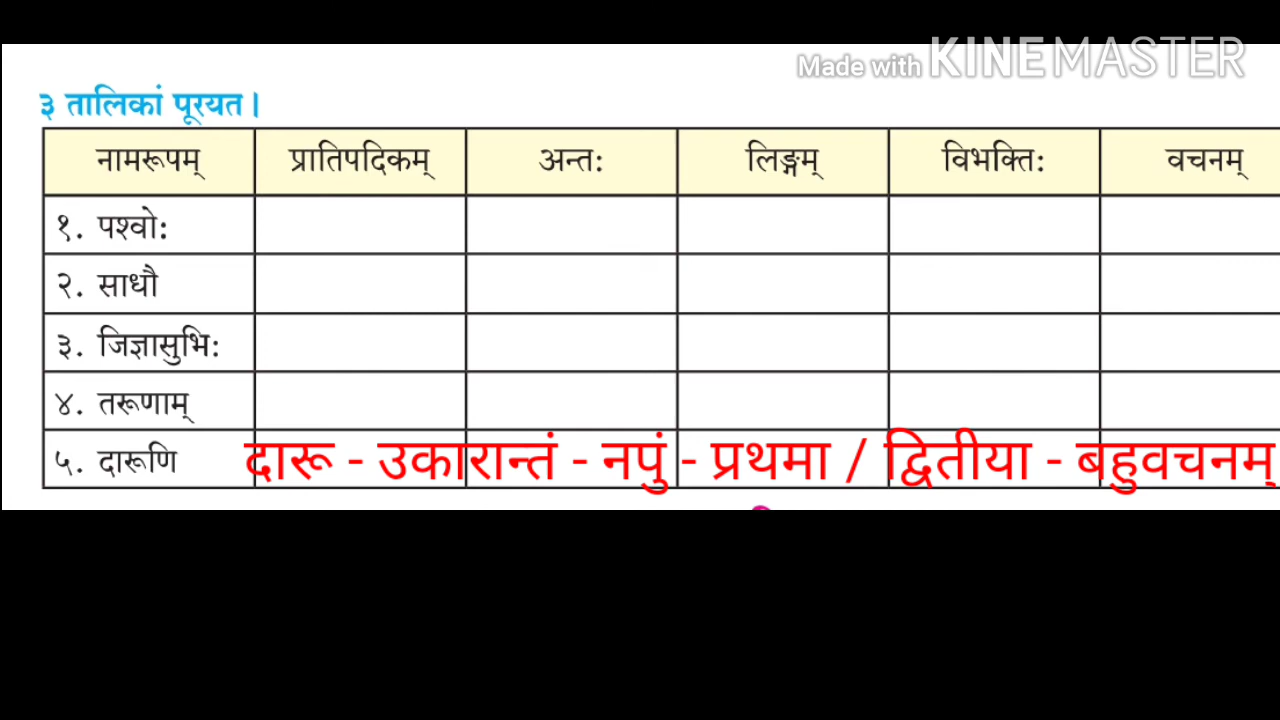 Made with KINEMASTER
३ तालिकां पूरयत।
नामरूपम् प्रातिपदिकम् अन्तः लिङ्गम् विभक्तिः वचनम्
१. पश्वोः
२. साधौ
३. जिज्ञासुभिः
४. तरूणाम्
५. दारूणि दारू - उकारान्तं - नपुं - प्रथमा / द्वितीया - बहुवचनम्